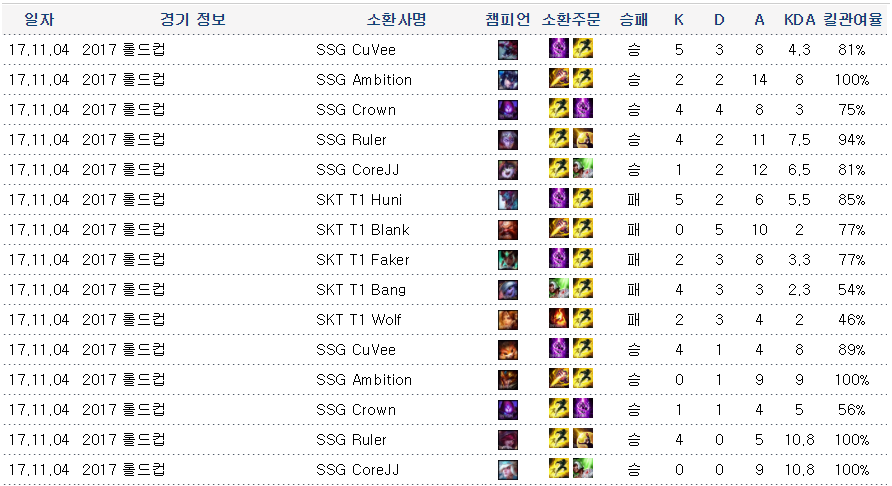 일자 경기 정보 소환사명 챔피언 소환주문 승패 K D A KDA 킬관여율
17.11.04 2017 롤드컵 SSG CuVee 승 5 3 8 4.3 81%
17.11.04 2017 롤드컵 SSG Ambition 승 2 2 14 8 100%
17.11.04 2017 롤드컵 SSG Crown 승 4 4 8 3 75%
17.11.04 2017 롤드컵 SSG Ruler 승 4 2 11 7.5 94%
17.11.04 2017 롤드컵 SSG CoreJJ 승 1 2 12 6.5 81%
17.11.04 2017 롤드컵 SKT T1 Huni 패 5 2 6 5.5 85%
17.11.04 2017 롤드컵 SKT T1 Blank 패 0 5 10 2 77%
17.11.04 2017 롤드컵 SKT T1 Faker 패 2 3 8 3.3 77%
17.11.04 2017 롤드컵 SKT T1 Bang 패 4 3 3 2.3 54%
17.11.04 2017 롤드컵 SKT T1 Wolf 패 2 3 4 2 46%
17.11.04 2017 롤드컵 SSG CuVee 승 4 1 4 8 89%
17.11.04 2017 롤드컵 SSG Ambition 승 0 1 9 9 100%
17.11.04 2017 롤드컵 SSG Crown 승 1 1 4 5 56%
17.11.04 2017 롤드컵 SSG Ruler 승 4 0 5 10.8 100%
17.11.04 2017 롤드컵 SSG CoreJJ 승 0 0 9 10.8 100%